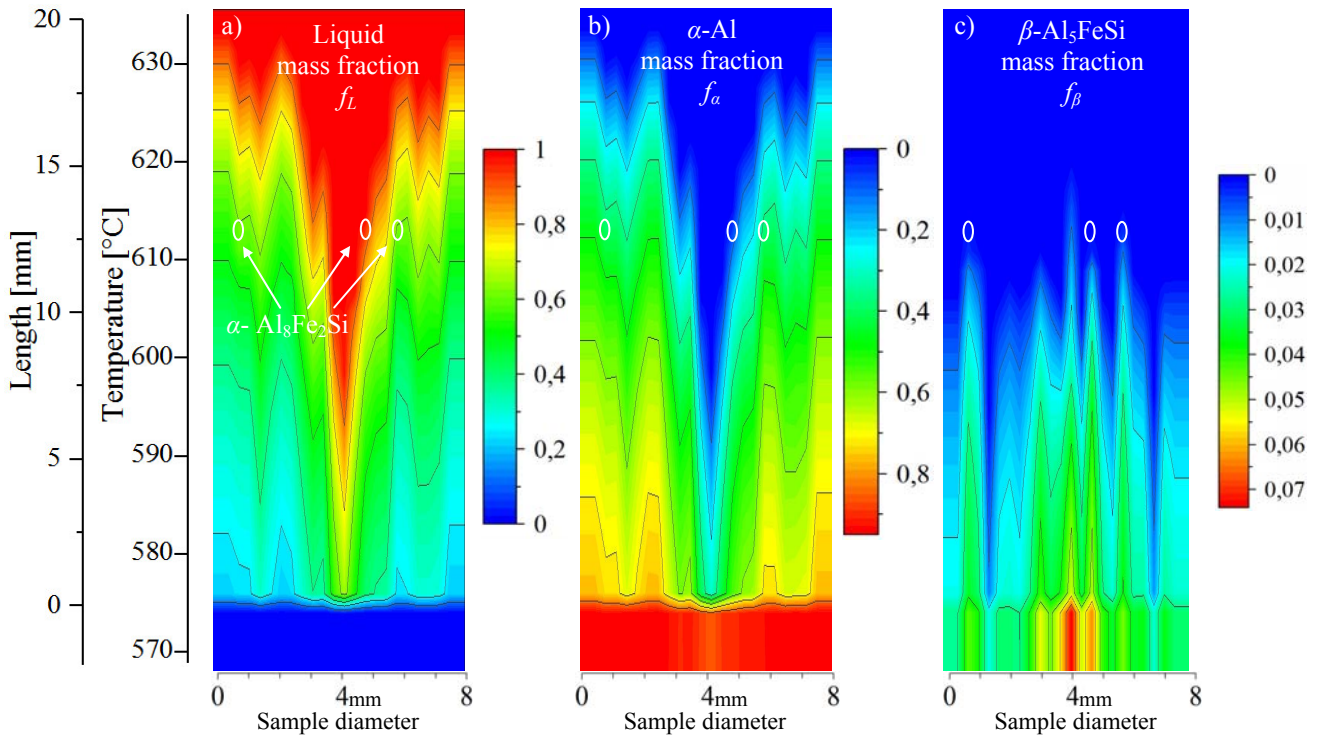 a)
Liquid
mass fraction
f_L
b)
α-Al
mass fraction
f_α
c)
β-Al₅FeSi
mass fraction
f_β
α- Al₈Fe₂Si
Length [mm]
20
15
10
5
0
Temperature [°C]
630
620
610
600
590
580
570
1
0,8
0,6
0,4
0,2
0
0
0,2
0,4
0,6
0,8
0
0,01
0,02
0,03
0,04
0,05
0,06
0,07
0 4mm 8
Sample diameter
0 4mm 8
Sample diameter
0 4mm 8
Sample diameter